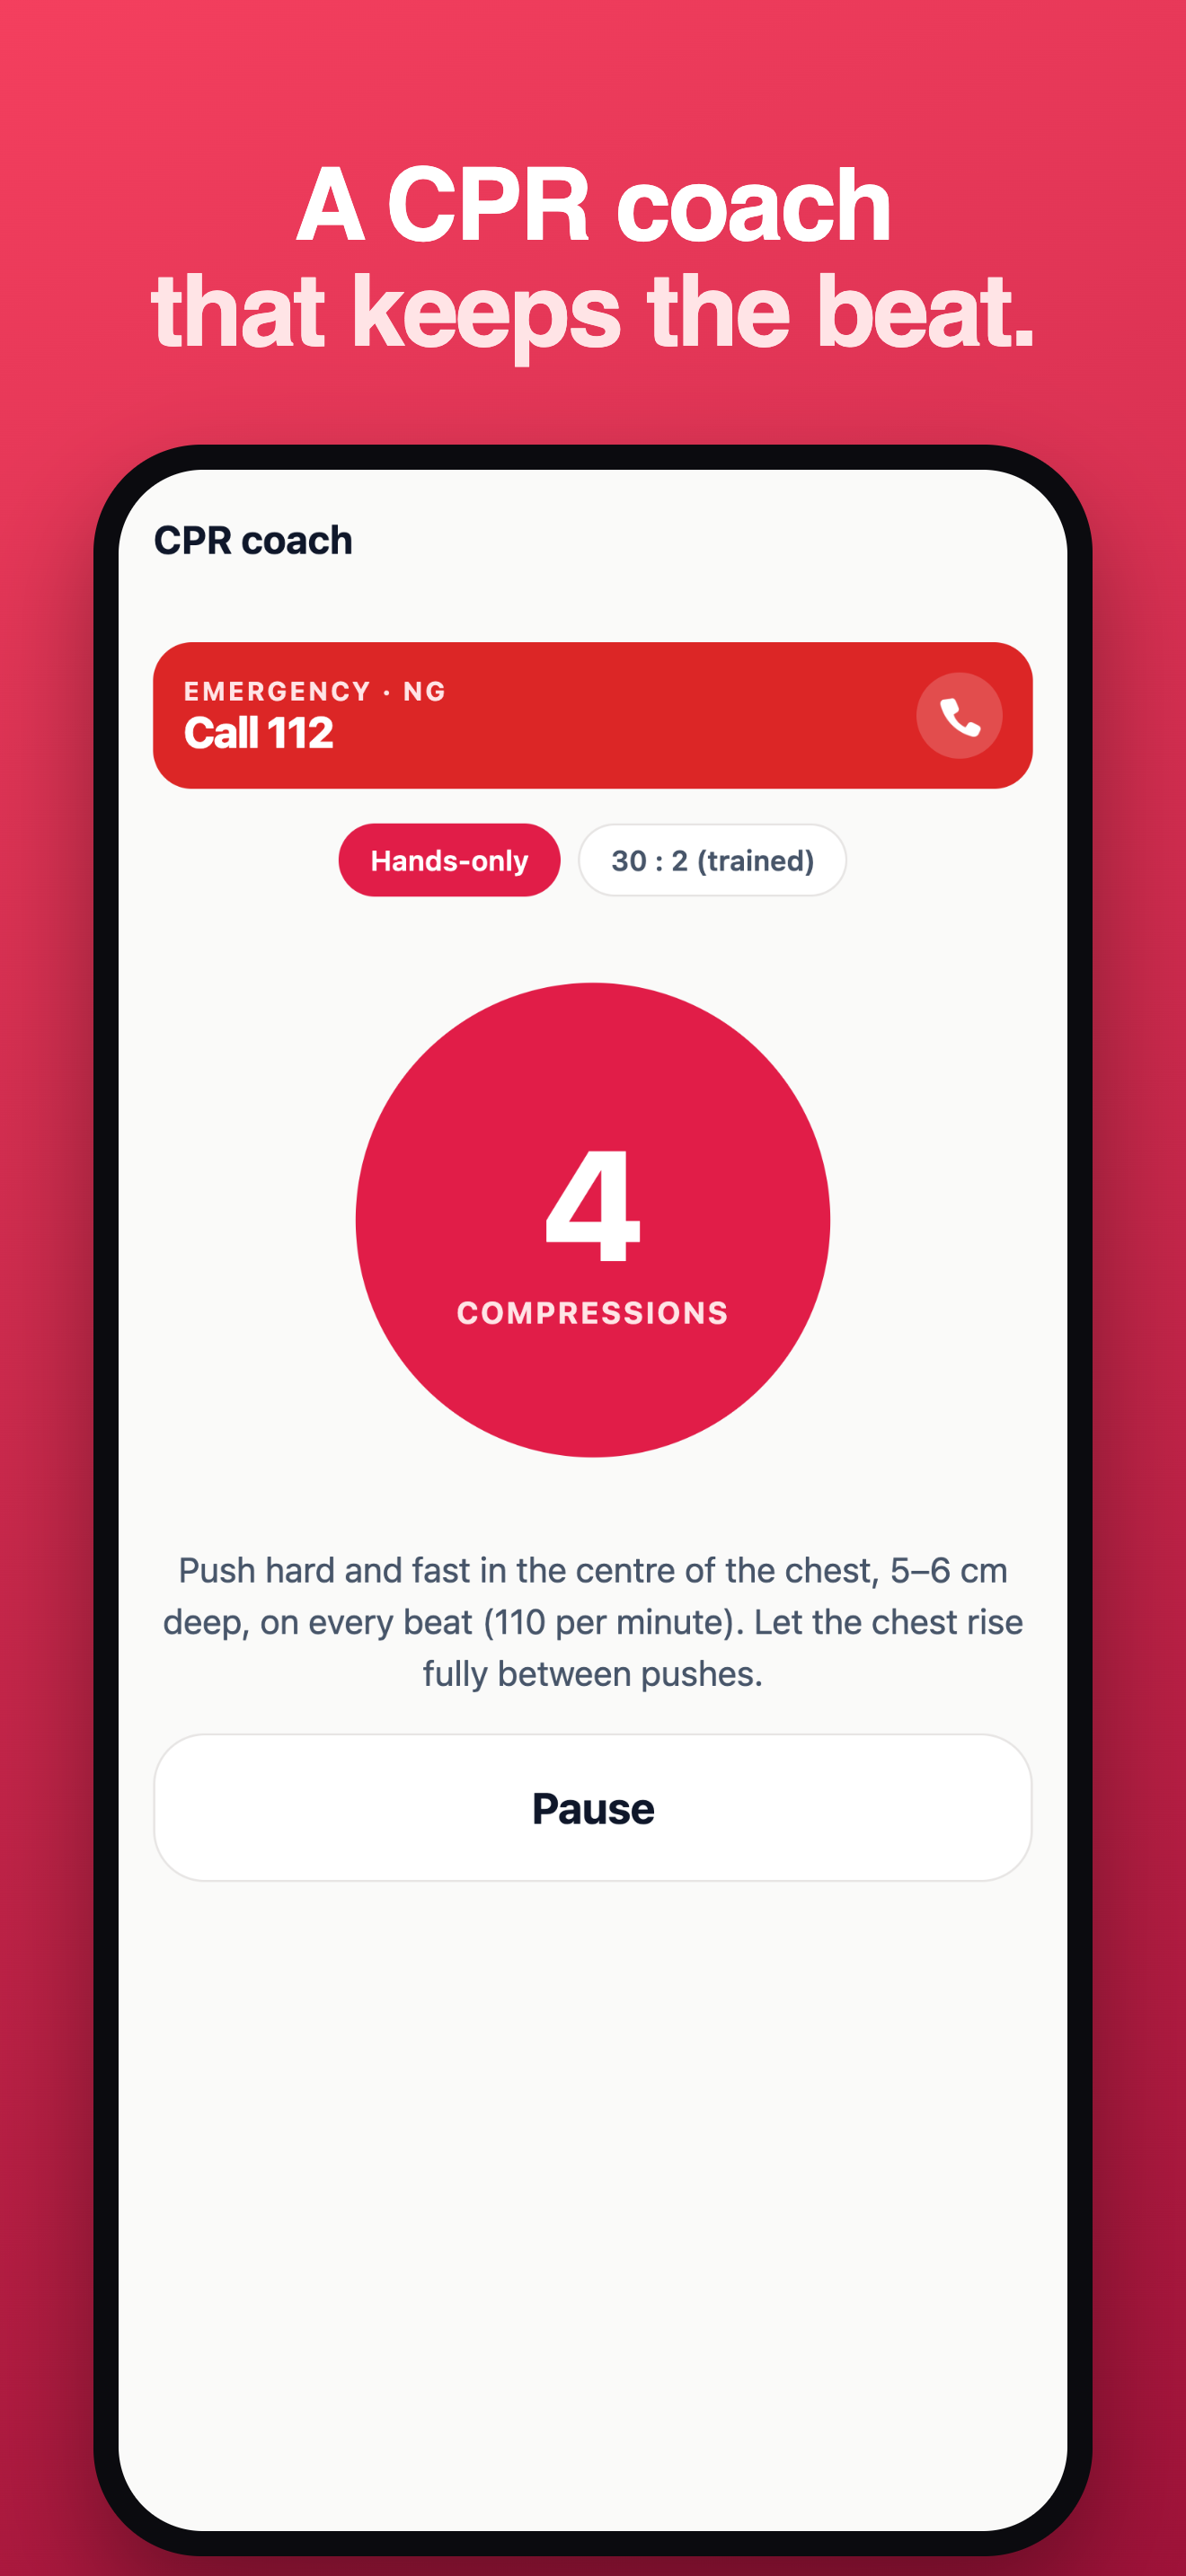 A CPR coach
that keeps the beat.
CPR coach
EMERGENCY · NG
Call 112
Hands-only
30 : 2 (trained)
4
COMPRESSIONS
Push hard and fast in the centre of the chest, 5–6 cm
deep, on every beat (110 per minute). Let the chest rise
fully between pushes.
Pause